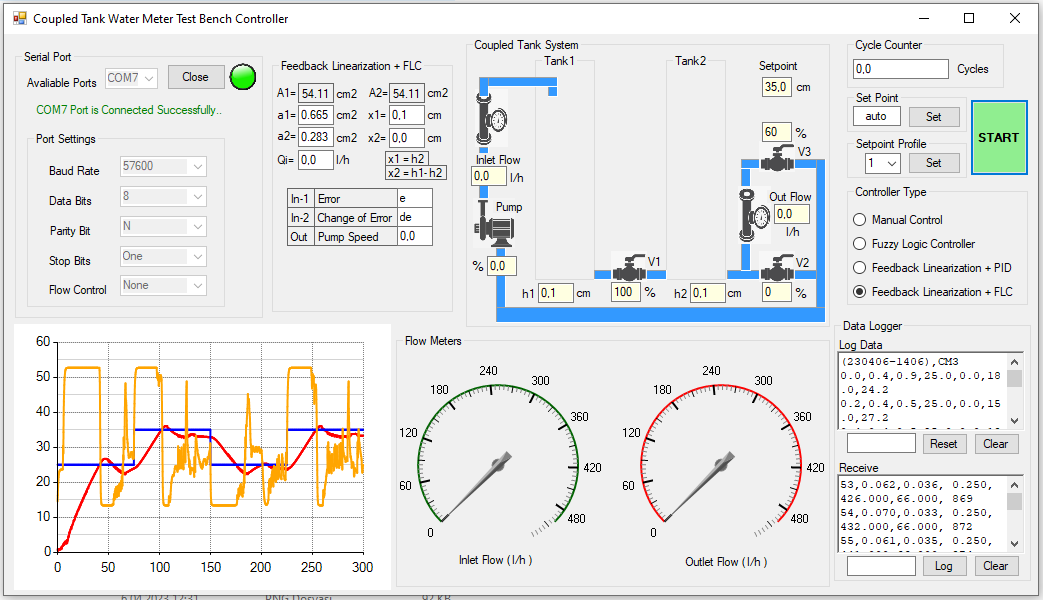 Coupled Tank Water Meter Test Bench Controller
Serial Port
Avaliable Ports COM7 Close
COM7 Port is Connected Successfully..
Port Settings
Baud Rate 57600
Data Bits 8
Parity Bit N
Stop Bits One
Flow Control None
Feedback Linearization + FLC
A1= 54.11 cm2 A2= 54.11 cm2
a1= 0.665 cm2 x1= 0,1 cm
a2= 0.283 cm2 x2= 0,0 cm
Qi= 0,0 l/h
x1 = h2
x2 = h1- h2
In-1 Error e
In-2 Change of Error de
Out Pump Speed 0,0
Coupled Tank System
Tank1
Tank2
Setpoint
35,0 cm
60 %
V3
Inlet Flow
0,0 l/h
Pump
% 0,0
Out Flow
0,0
l/h
V1
V2
h1 0,1 cm
100 %
h2 0,1 cm
0 %
Cycle Counter
0,0 Cycles
Set Point
auto Set
START
Setpoint Profile
1 Set
Controller Type
Manual Control
Fuzzy Logic Controller
Feedback Linearization + PID
Feedback Linearization + FLC
60
50
40
30
20
10
0
0 50 100 150 200 250 300
Flow Meters
0
60
120
180
240
300
360
420
480
Inlet Flow ( l/h )
0
60
120
180
240
300
360
420
480
Outlet Flow ( l/h )
Data Logger
Log Data
(230406-1406),CM3
0.0,0.4,0.9,25.0,0.0,18
.0,24.2
0.2,0.4,0.5,25.0,0.0,15
.0,27.2
Reset Clear
Receive
53,0.062,0.036, 0.250,
426.000,66.000, 869
54,0.070,0.033, 0.250,
432.000,66.000, 872
55,0.061,0.035, 0.250,
Log Clear